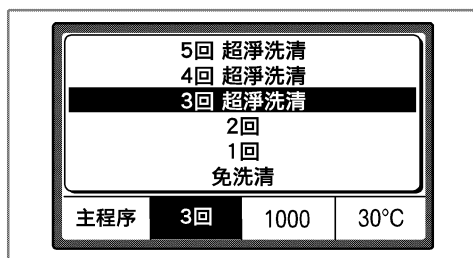 5回 超淨洗清
4回 超淨洗清
3回 超淨洗清
2回
1回
免洗清
主程序 3回 1000 30°C